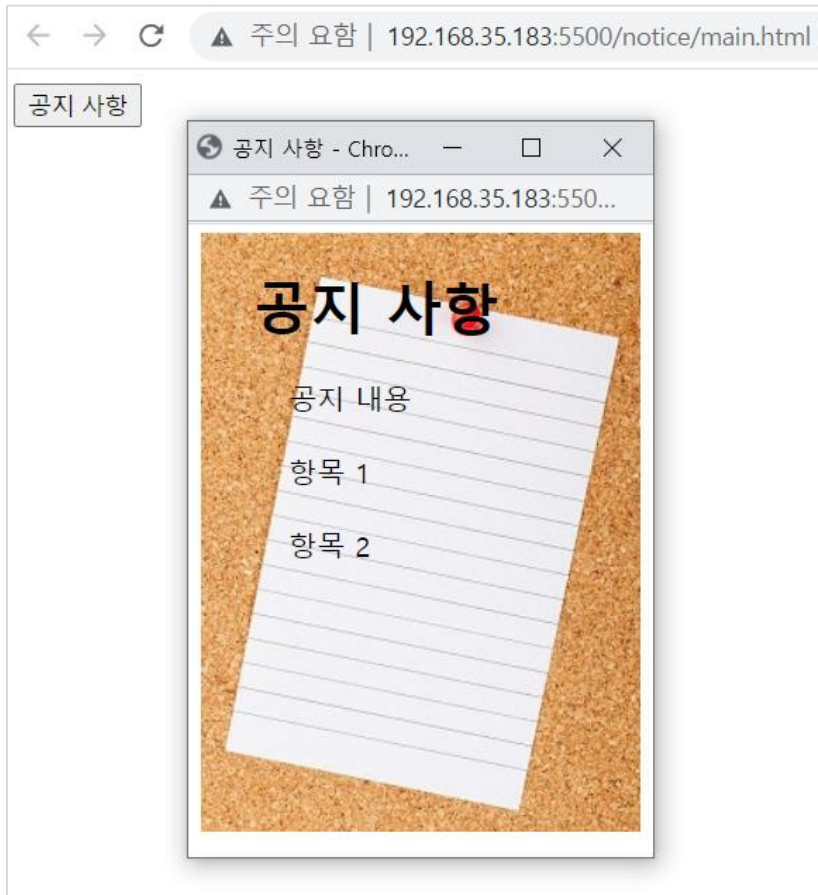 주의 요함 | 192.168.35.183:5500/notice/main.html
공지 사항
공지 사항 - Chro...
주의 요함 | 192.168.35.183:550...
공지 사항
공지 내용
항목 1
항목 2